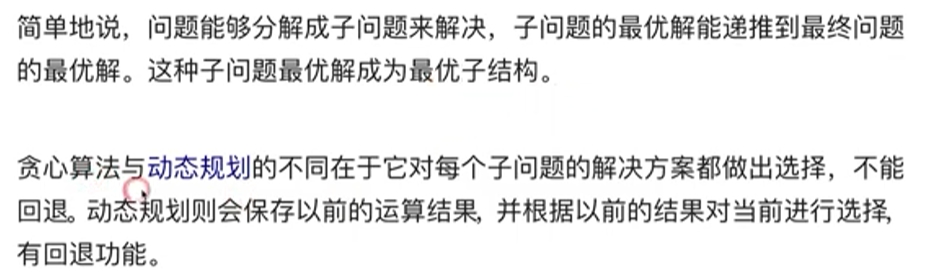 简单地说，问题能够分解成子问题来解决，子问题的最优解能递推到最终问题
的最优解。这种子问题最优解成为最优子结构。
贪心算法与动态规划的不同在于它对每个子问题的解决方案都做出选择，不能
回退。动态规划则会保存以前的运算结果，并根据以前的结果对当前进行选择，
有回退功能。